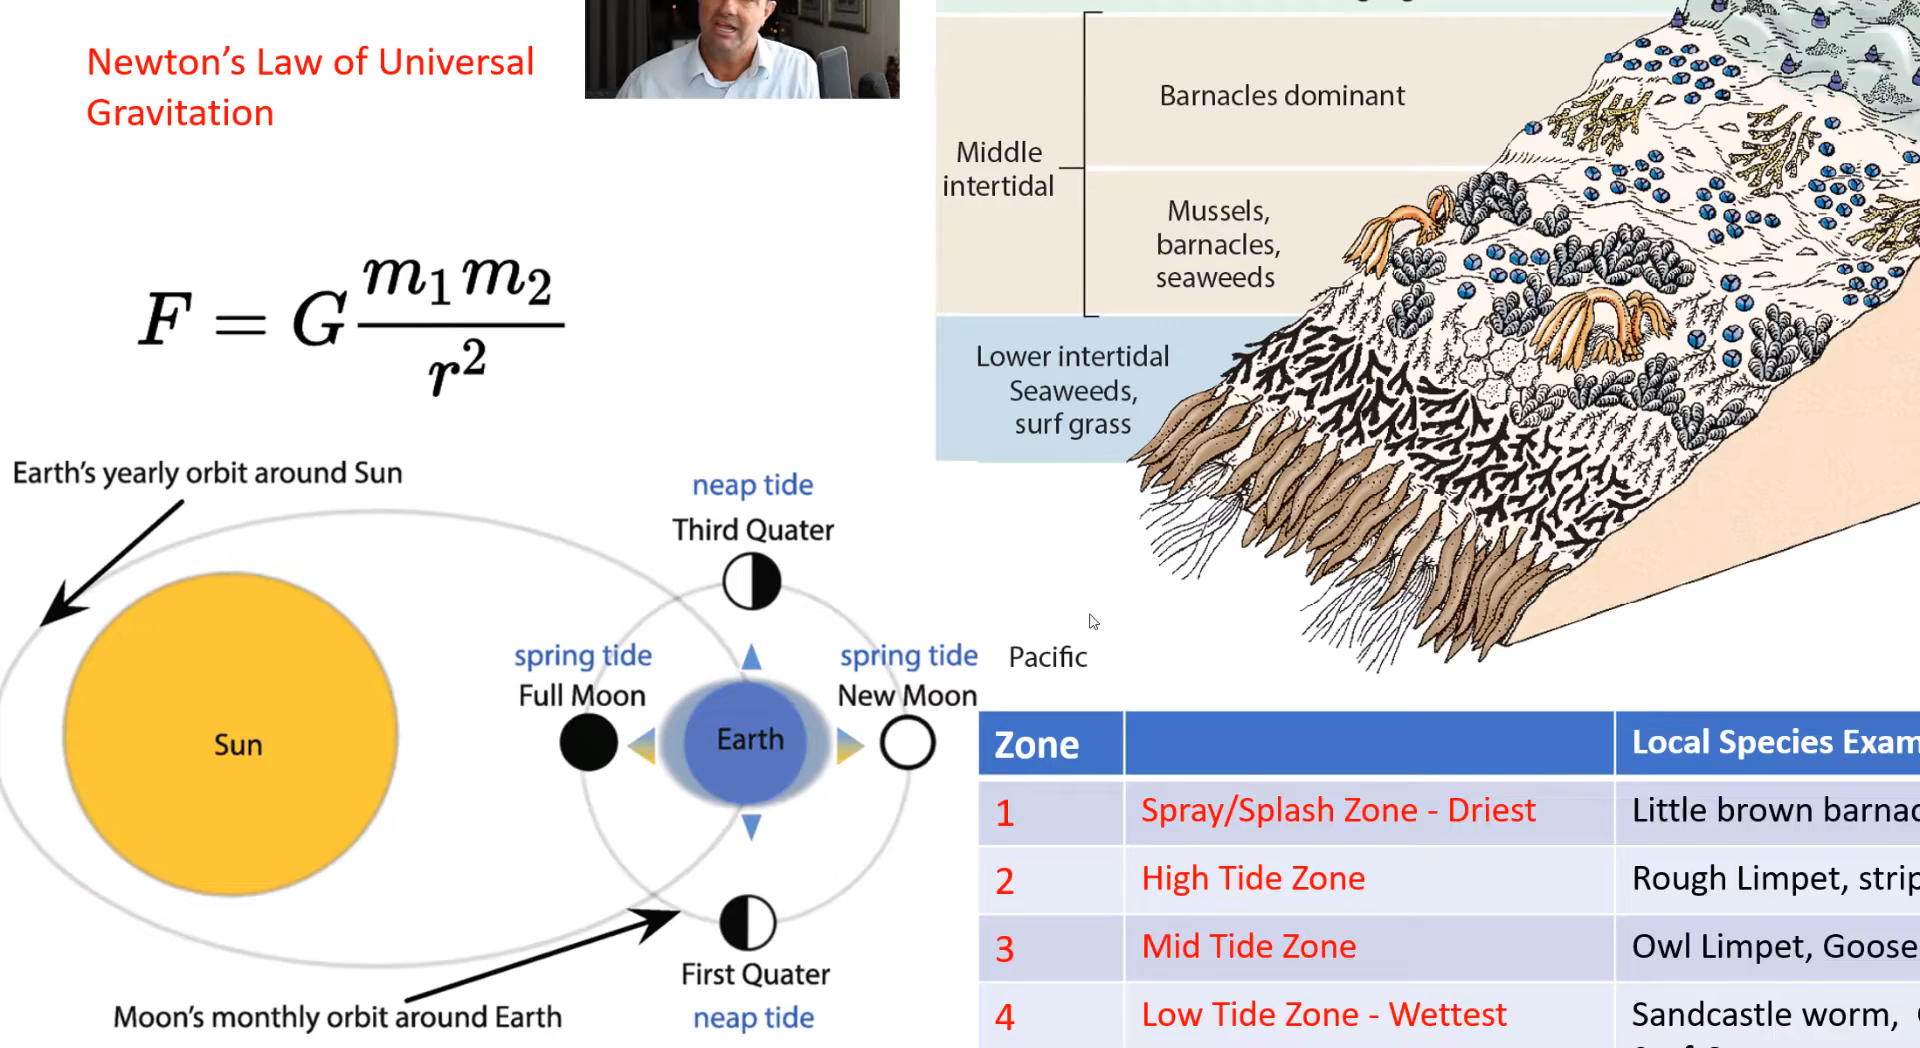 Newton's Law of Universal
Gravitation
F = G m₁m₂ / r²
Earth's yearly orbit around Sun
neap tide
Third Quater
spring tide
Full Moon
spring tide
New Moon
Sun
Earth
First Quater
neap tide
Moon's monthly orbit around Earth
Middle
intertidal
Barnacles dominant
Mussels,
barnacles,
seaweeds
Lower intertidal
Seaweeds,
surf grass
Pacific
Zone
Local Species Exam
1
Spray/Splash Zone - Driest
Little brown barnac
2
High Tide Zone
Rough Limpet, strip
3
Mid Tide Zone
Owl Limpet, Goose
4
Low Tide Zone - Wettest
Sandcastle worm,